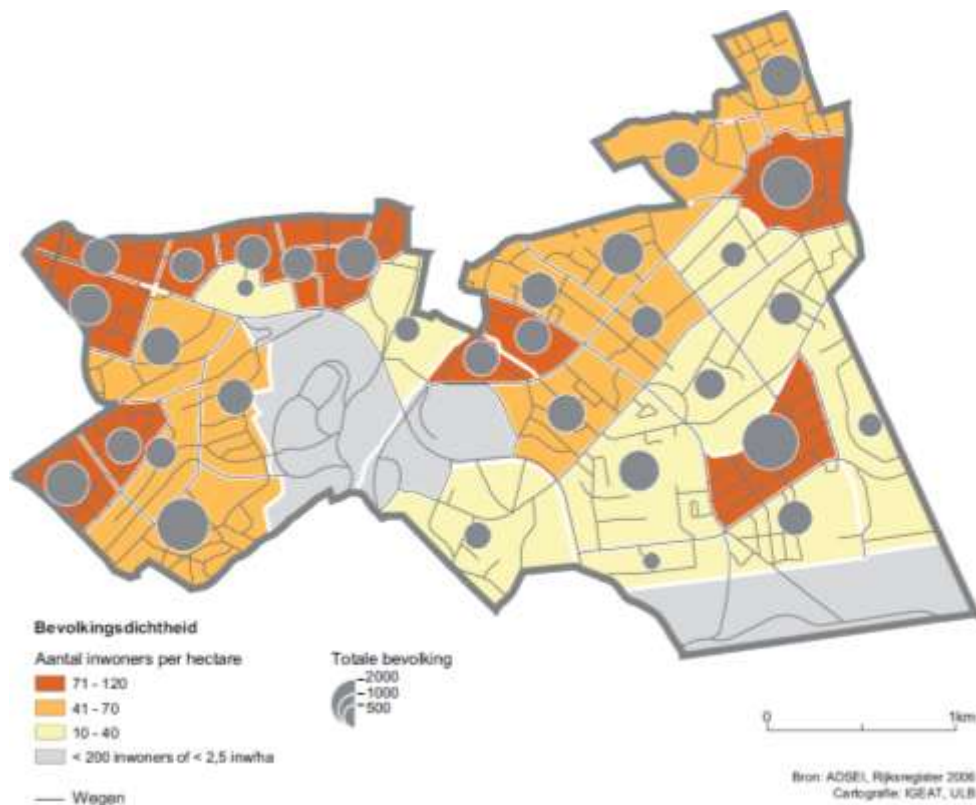 Bevolkingsdichtheid
Aantal inwoners per hectare
71 - 120
41 - 70
10 - 40
< 200 inwoners of < 2,5 inw/ha
Wegen
Totale bevolking
2000
1000
500
0 1km
Bron: ADSEI, Rijksregister 2006
Cartografie: IGEAT, ULB